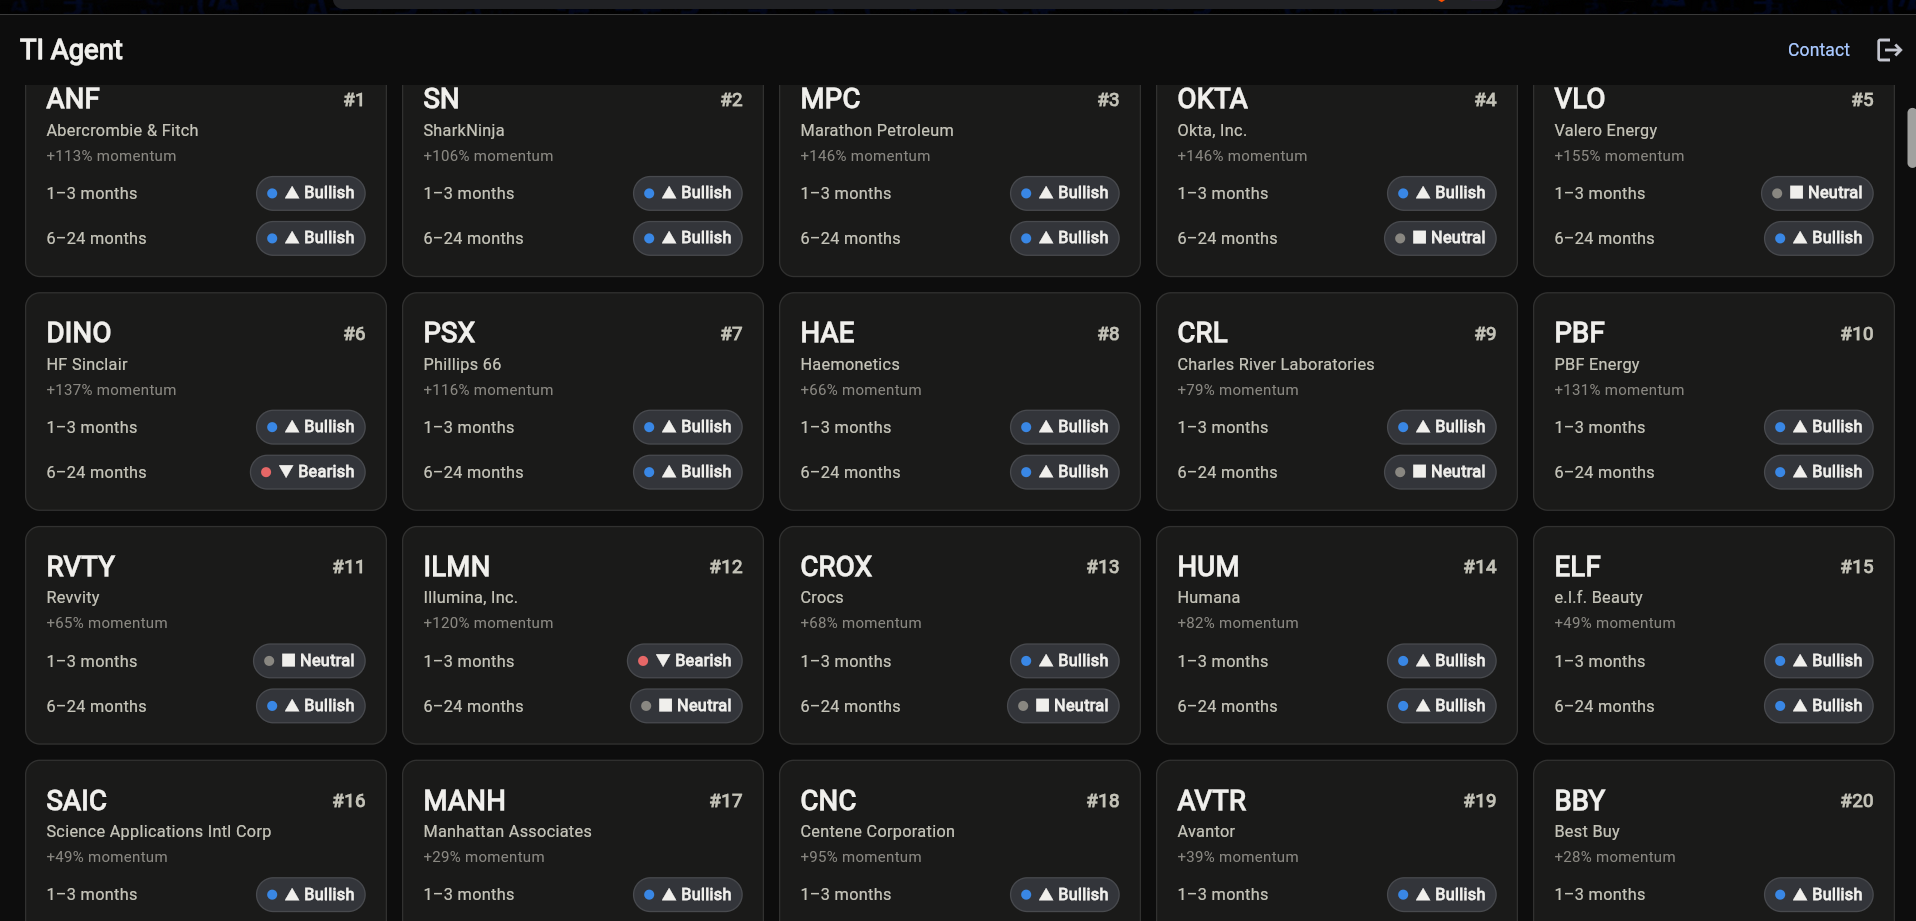 TI Agent
Contact
ANF #1
Abercrombie & Fitch
+113% momentum
1–3 months ▲ Bullish
6–24 months ▲ Bullish
SN #2
SharkNinja
+106% momentum
1–3 months ▲ Bullish
6–24 months ▲ Bullish
MPC #3
Marathon Petroleum
+146% momentum
1–3 months ▲ Bullish
6–24 months ▲ Bullish
OKTA #4
Okta, Inc.
+146% momentum
1–3 months ▲ Bullish
6–24 months ■ Neutral
VLO #5
Valero Energy
+155% momentum
1–3 months ■ Neutral
6–24 months ▲ Bullish
DINO #6
HF Sinclair
+137% momentum
1–3 months ▲ Bullish
6–24 months ▼ Bearish
PSX #7
Phillips 66
+116% momentum
1–3 months ▲ Bullish
6–24 months ▲ Bullish
HAE #8
Haemonetics
+66% momentum
1–3 months ▲ Bullish
6–24 months ▲ Bullish
CRL #9
Charles River Laboratories
+79% momentum
1–3 months ▲ Bullish
6–24 months ■ Neutral
PBF #10
PBF Energy
+131% momentum
1–3 months ▲ Bullish
6–24 months ▲ Bullish
RVTY #11
Revvity
+65% momentum
1–3 months ■ Neutral
6–24 months ▲ Bullish
ILMN #12
Illumina, Inc.
+120% momentum
1–3 months ▼ Bearish
6–24 months ■ Neutral
CROX #13
Crocs
+68% momentum
1–3 months ▲ Bullish
6–24 months ■ Neutral
HUM #14
Humana
+82% momentum
1–3 months ▲ Bullish
6–24 months ▲ Bullish
ELF #15
e.l.f. Beauty
+49% momentum
1–3 months ▲ Bullish
6–24 months ▲ Bullish
SAIC #16
Science Applications Intl Corp
+49% momentum
1–3 months ▲ Bullish
MANH #17
Manhattan Associates
+29% momentum
1–3 months ▲ Bullish
CNC #18
Centene Corporation
+95% momentum
1–3 months ▲ Bullish
AVTR #19
Avantor
+39% momentum
1–3 months ▲ Bullish
BBY #20
Best Buy
+28% momentum
1–3 months ▲ Bullish